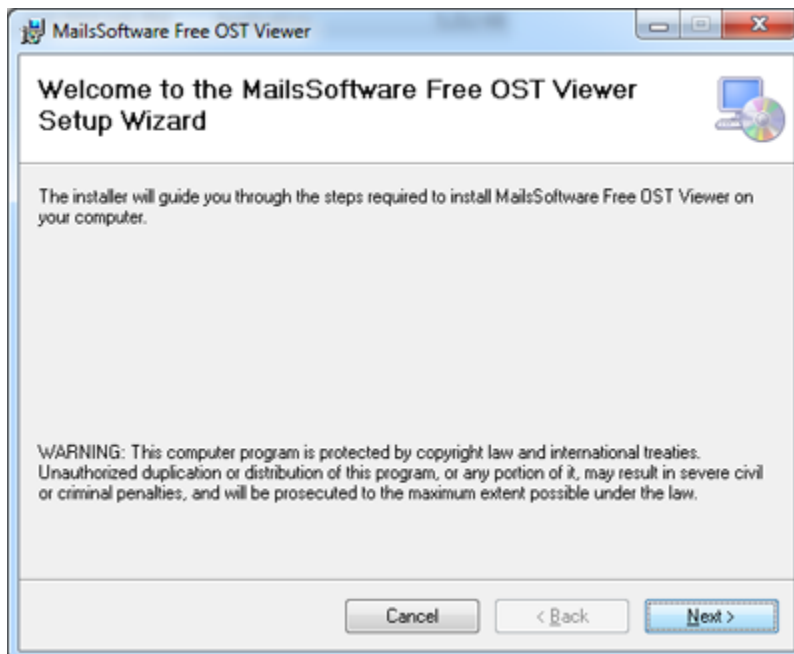 MailsSoftware Free OST Viewer
Welcome to the MailsSoftware Free OST Viewer
Setup Wizard
The installer will guide you through the steps required to install MailsSoftware Free OST Viewer on
your computer.
WARNING: This computer program is protected by copyright law and international treaties.
Unauthorized duplication or distribution of this program, or any portion of it, may result in severe civil
or criminal penalties, and will be prosecuted to the maximum extent possible under the law.
Cancel
< Back
Next >